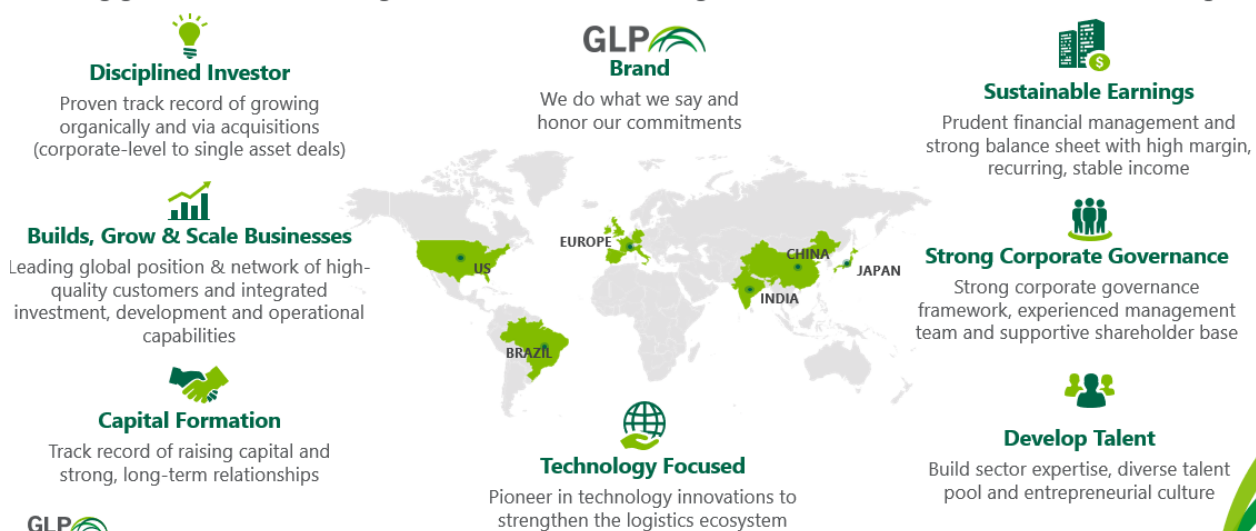 Disciplined Investor
Proven track record of growing
organically and via acquisitions
(corporate-level to single asset deals)
Builds, Grow & Scale Businesses
Leading global position & network of high-
quality customers and integrated
investment, development and operational
capabilities
Capital Formation
Track record of raising capital and
strong, long-term relationships
GLP
Brand
We do what we say and
honor our commitments
US
BRAZIL
EUROPE
CHINA
JAPAN
INDIA
Technology Focused
Pioneer in technology innovations to
strengthen the logistics ecosystem
$
Sustainable Earnings
Prudent financial management and
strong balance sheet with high margin,
recurring, stable income
Strong Corporate Governance
Strong corporate governance
framework, experienced management
team and supportive shareholder base
Develop Talent
Build sector expertise, diverse talent
pool and entrepreneurial culture
GLP